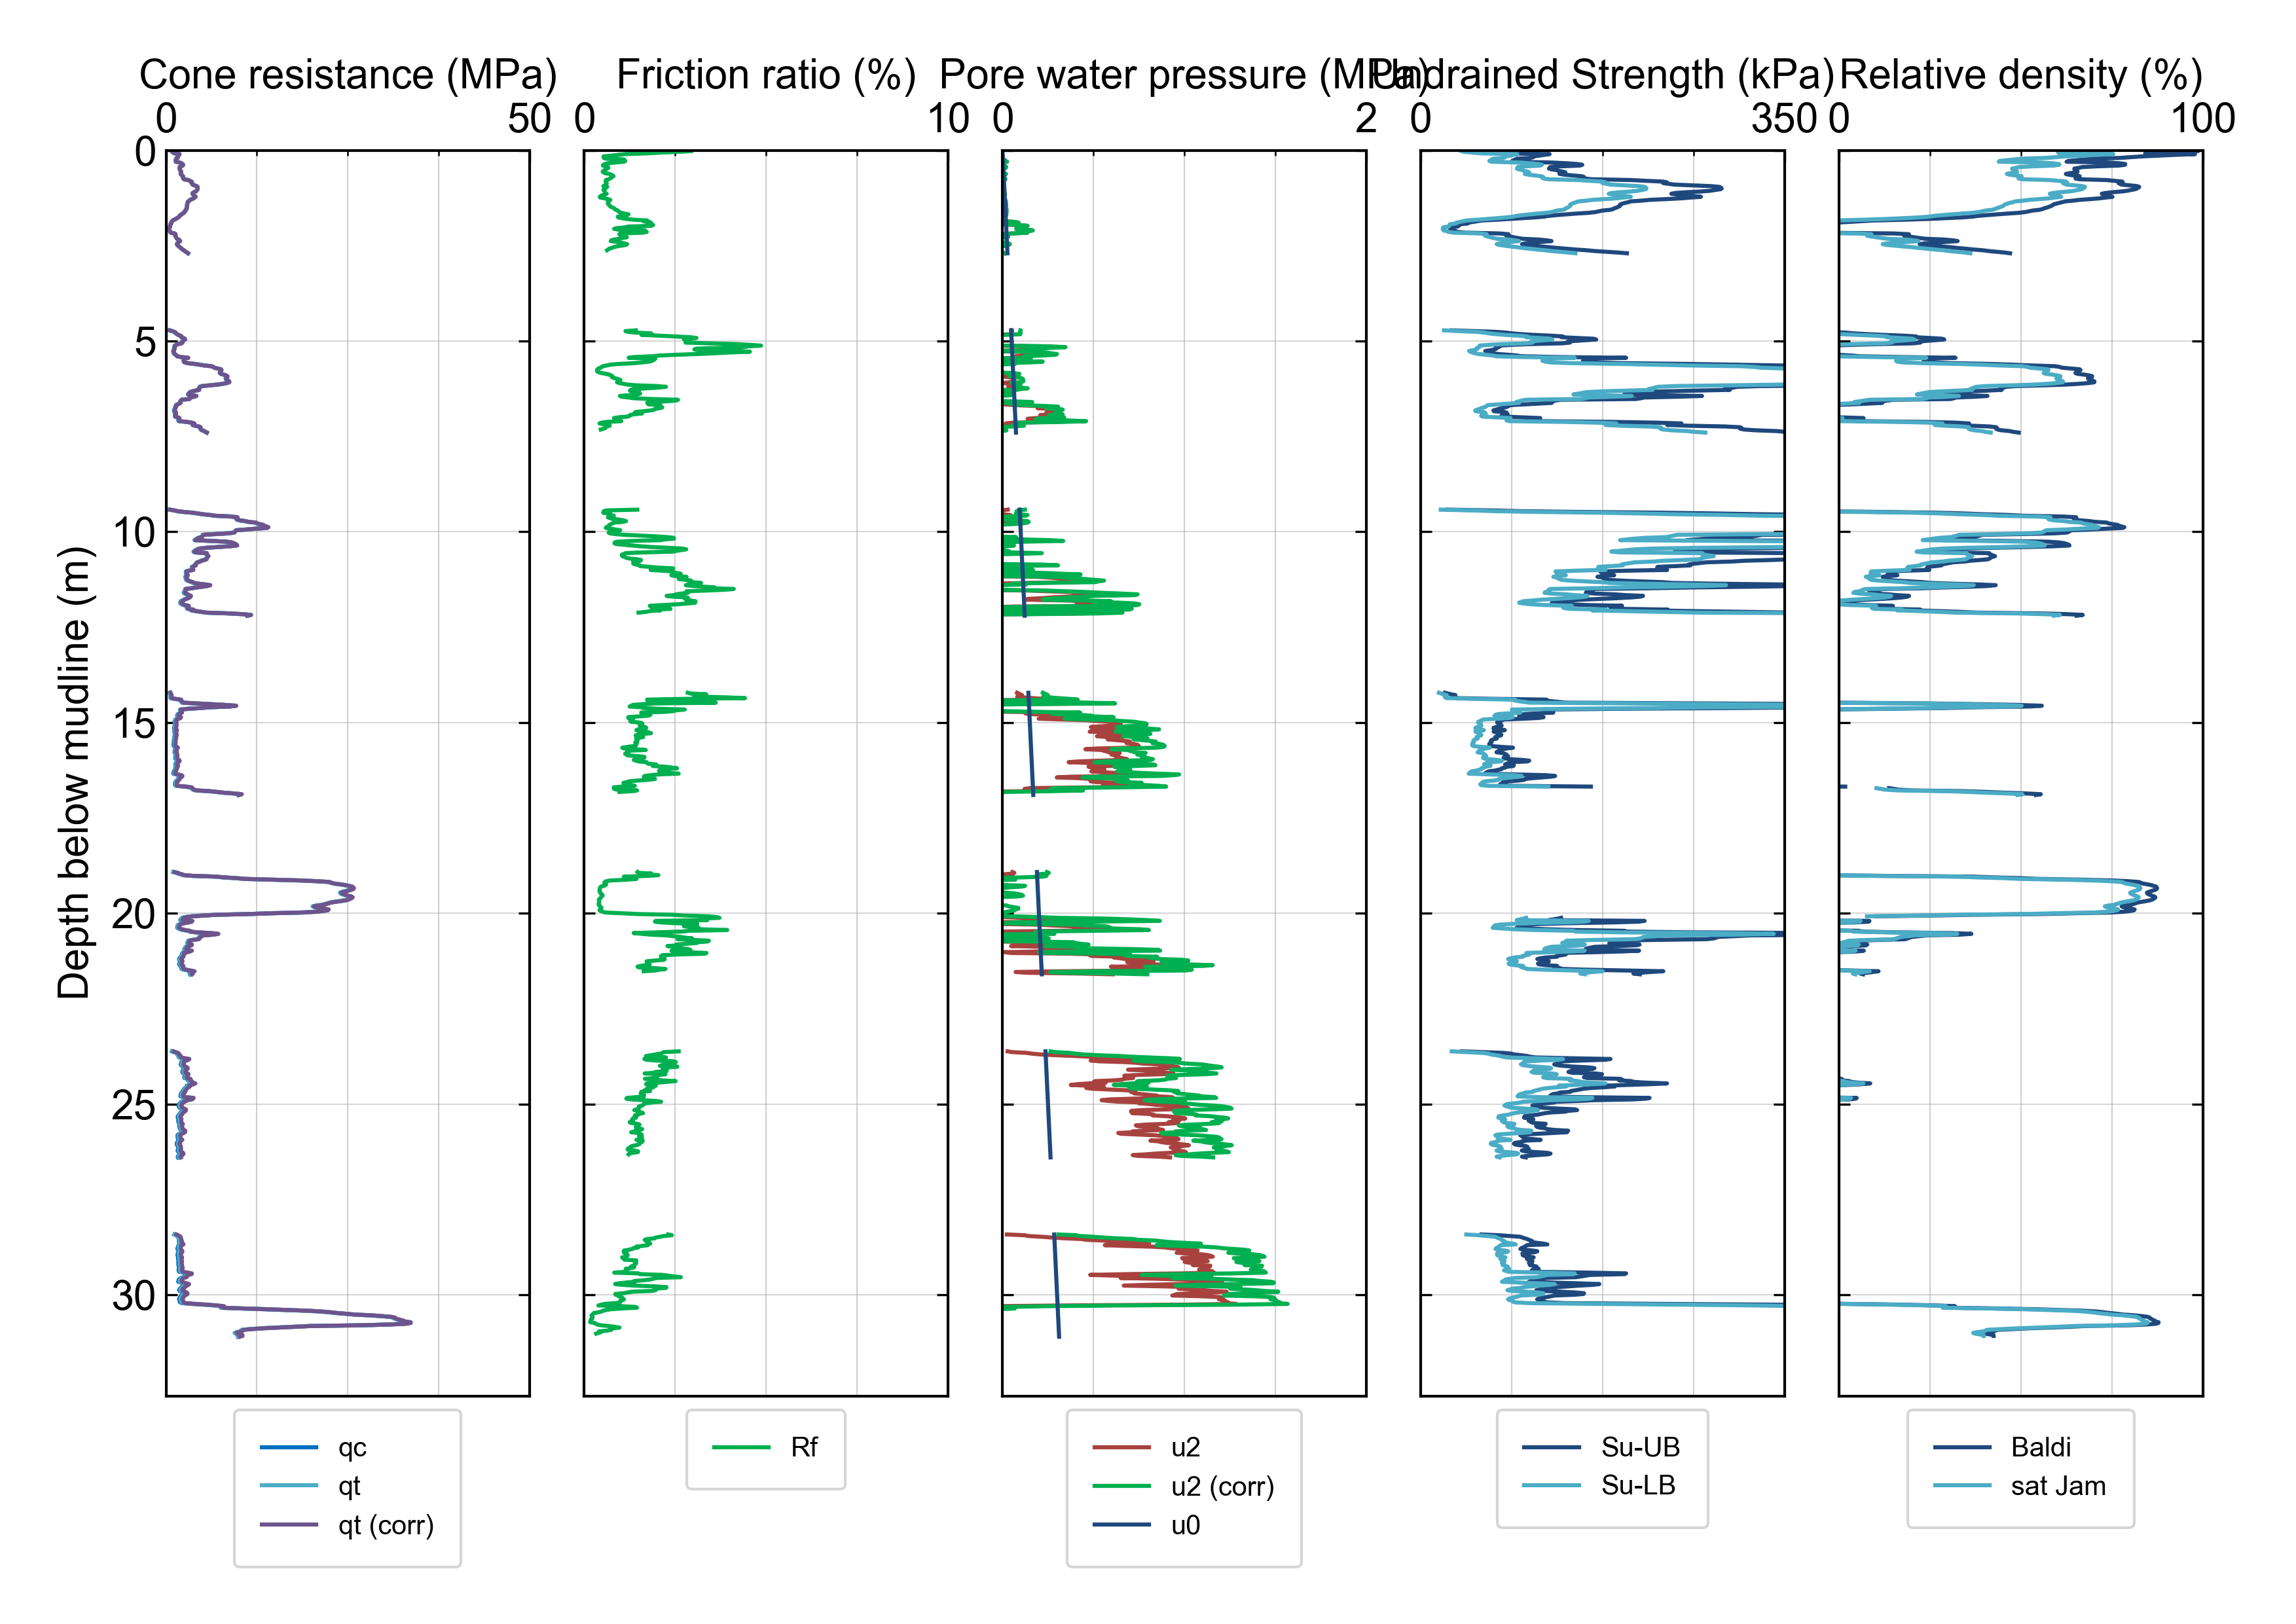 Cone resistance (MPa)
Friction ratio (%)
Pore water pressure (MPa)
Undrained Strength (kPa)
Relative density (%)
0 50
0 10
0 2
0 350
0 100
0
5
10
15
20
25
30
Depth below mudline (m)
qc
qt
qt (corr)
Rf
u2
u2 (corr)
u0
Su-UB
Su-LB
Baldi
sat Jam